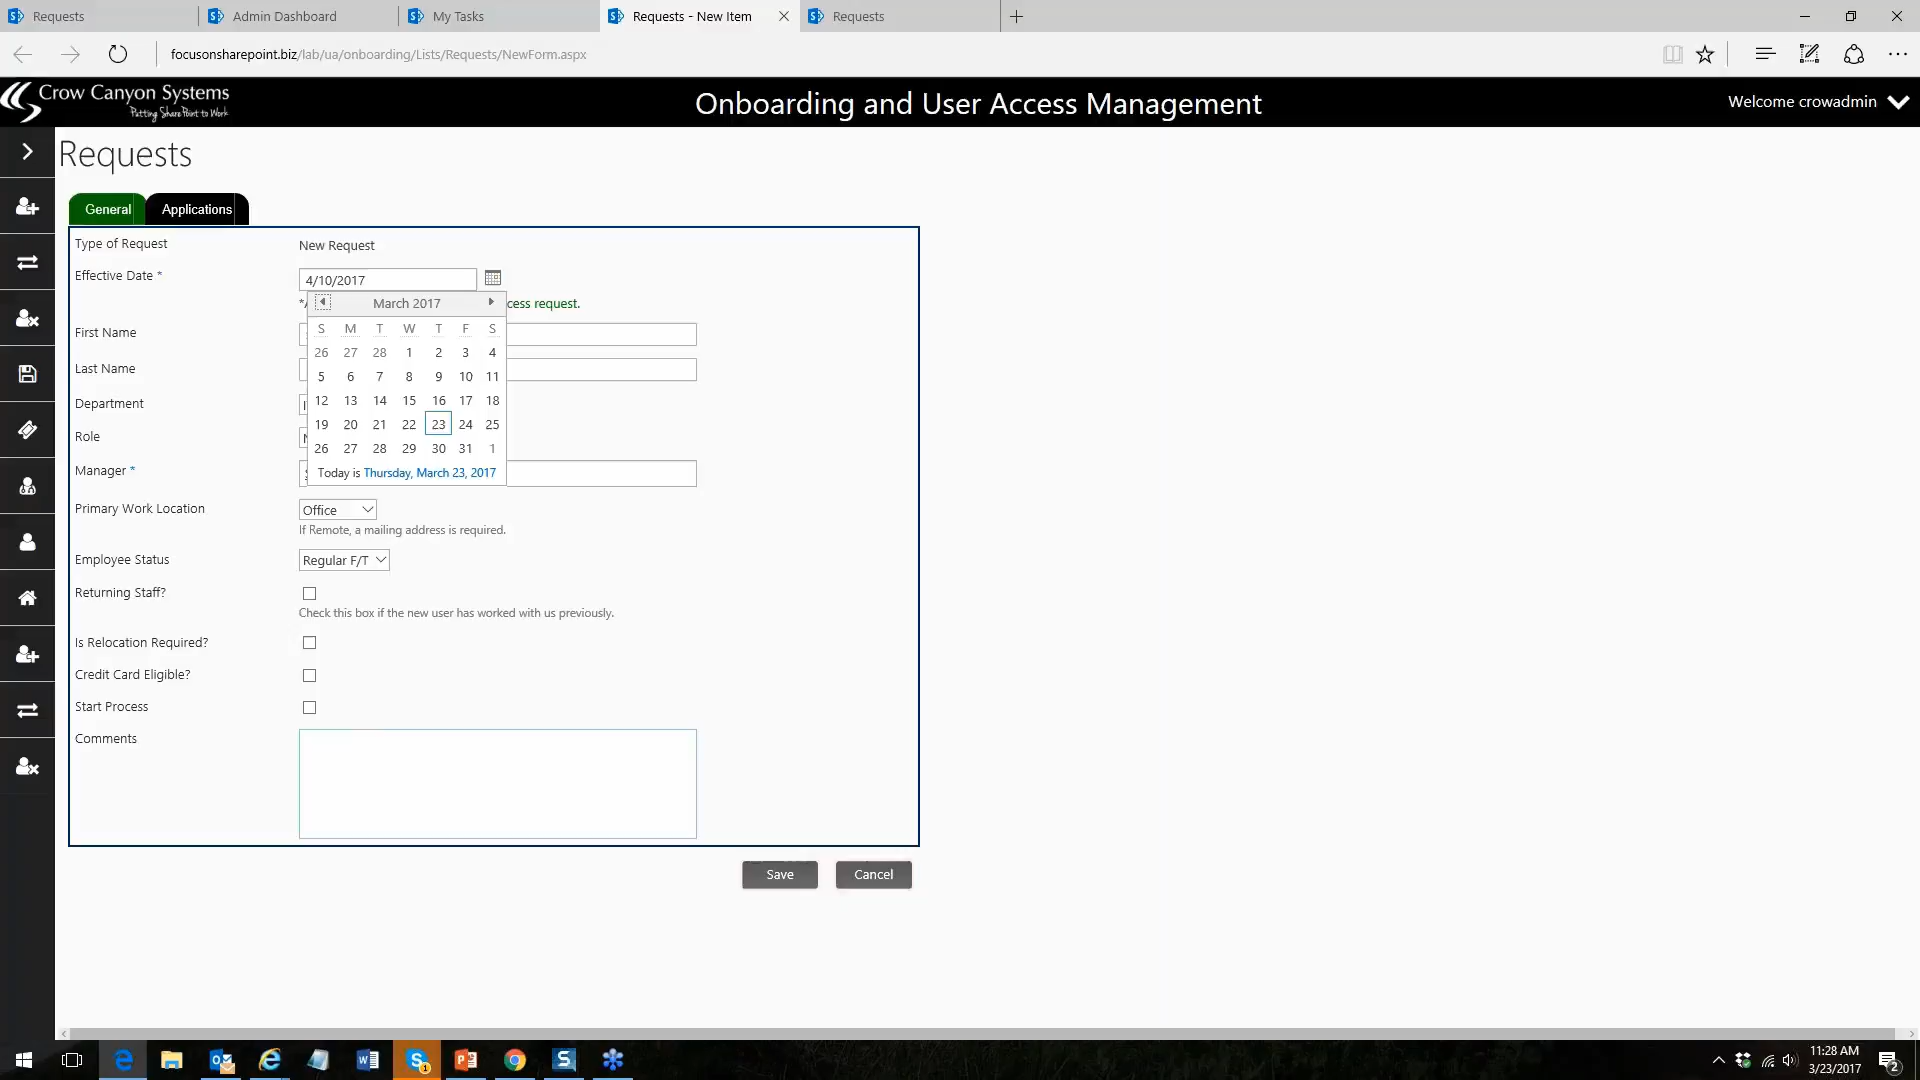 Requests
Admin Dashboard
My Tasks
Requests - New Item
Requests
focusonsharepoint.biz/lab/ua/onboarding/Lists/Requests/NewForm.aspx
Crow Canyon Systems
Putting SharePoint to Work
Onboarding and User Access Management
Welcome crowadmin
Requests
General
Applications
Type of Request
New Request
Effective Date *
4/10/2017
cess request.
March 2017
S M T W T F S
26 27 28 1 2 3 4
5 6 7 8 9 10 11
12 13 14 15 16 17 18
19 20 21 22 23 24 25
26 27 28 29 30 31 1
Today is Thursday, March 23, 2017
First Name
Last Name
Department
Role
Manager *
Primary Work Location
Office
If Remote, a mailing address is required.
Employee Status
Regular F/T
Returning Staff?
Check this box if the new user has worked with us previously.
Is Relocation Required?
Credit Card Eligible?
Start Process
Comments
Save
Cancel
11:28 AM
3/23/2017
2